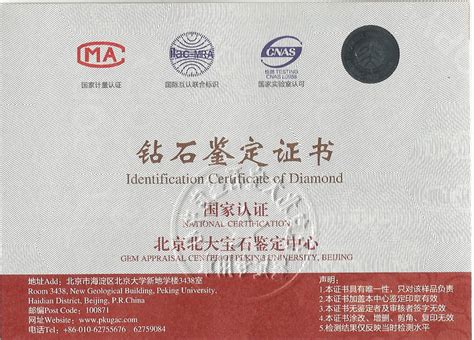 CMA
ilac-MRA
CNAS
检测 TESTING
国家计量认证
国际互认联合标识
国家实验室认可
钻石鉴定证书
Identification Certificate of Diamond
国家认证
NATIONAL CERTIFICATION
北京北大宝石鉴定中心
GEM APPRAISAL CENTER OF PEKING UNIVERSITY, BEIJING
地址Add: 北京市海淀区北京大学新地学楼3438室
Room 3438, New Geological Building, Peking University,
Haidian District, Beijing, P.R.China
邮编Post Code: 100871
网址Website:www.pkugac.com
电话Tel: +86-010-62755676 62759084
声明:
1.本证书具有唯一性，只对该样品负责
2.本证书加盖本中心鉴定印章有效
3.本证书无鉴定者及审核者签名无效
4.本证书涂改、增删、剪角、复印无效
5.检测结果仅反映当时检测水平